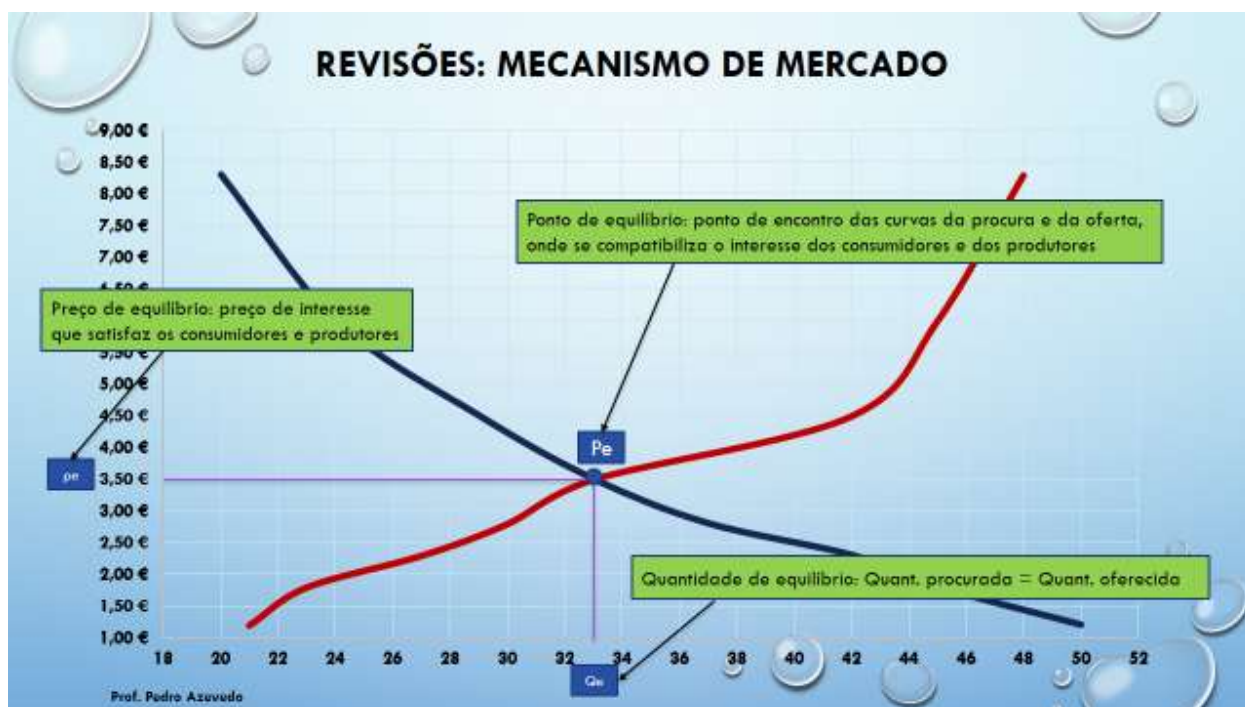 REVISÕES: MECANISMO DE MERCADO
9,00 €
8,50 €
8,00 €
7,50 €
7,00 €
6,50 €
5,50 €
5,00 €
4,50 €
4,00 €
3,50 €
3,00 €
2,50 €
2,00 €
1,50 €
1,00 €
Ponto de equilíbrio: ponto de encontro das curvas da procura e da oferta,
onde se compatibiliza o interesse dos consumidores e dos produtores
Preço de equilíbrio: preço de interesse
que satisfaz os consumidores e produtores
Pe
pe
Quantidade de equilíbrio: Quant. procurada = Quant. oferecida
18 20 22 24 26 28 30 32 34 36 38 40 42 44 46 48 50 52
Qe
Prof. Pedro Azevedo